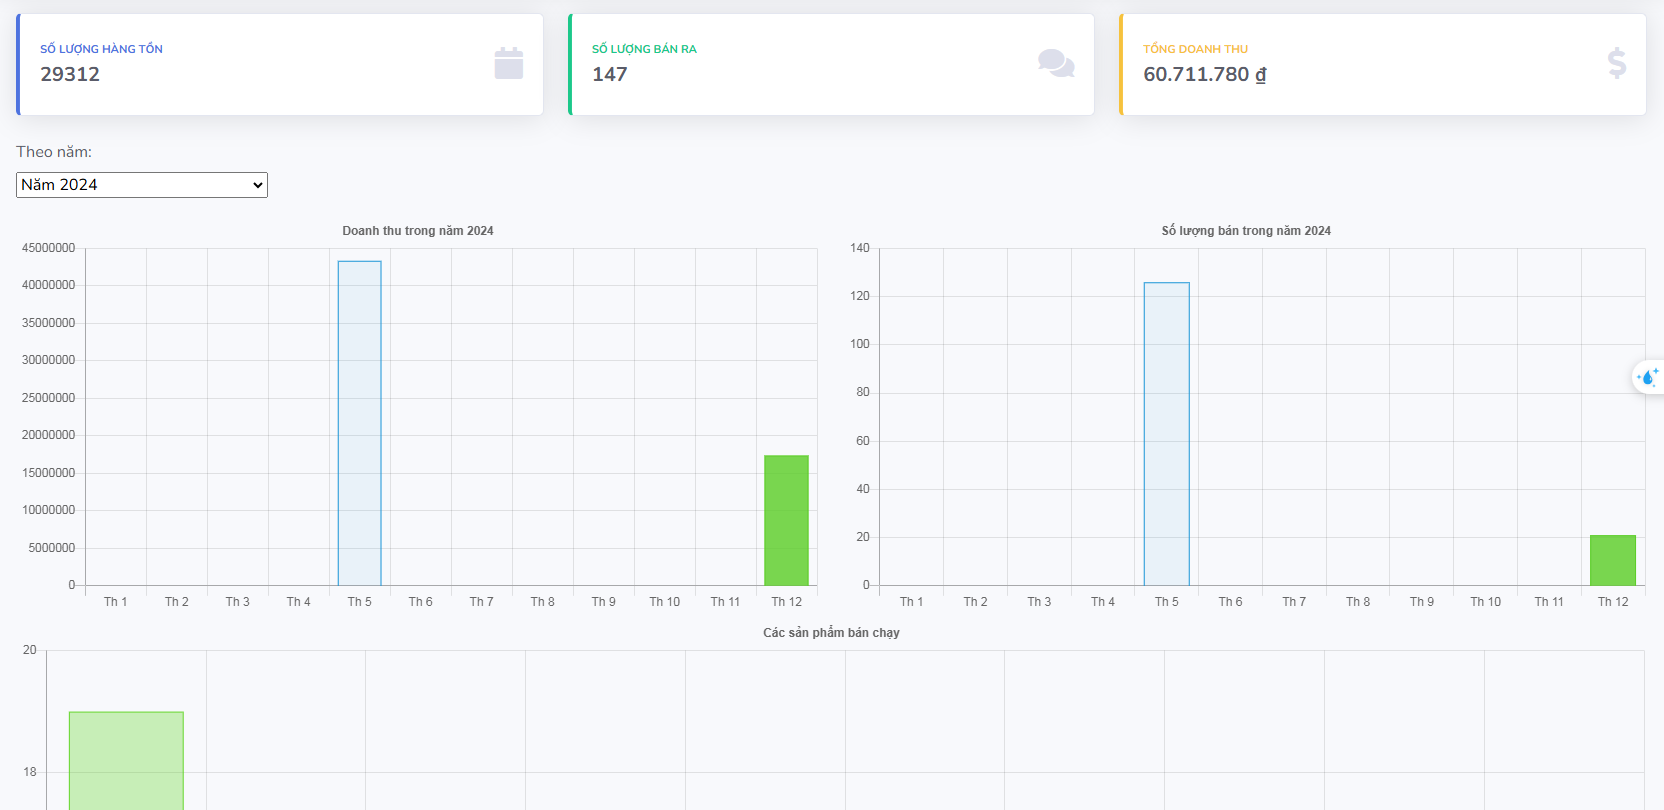 SỐ LƯỢNG HÀNG TỒN
29312
SỐ LƯỢNG BÁN RA
147
TỔNG DOANH THU
60.711.780 ₫
Theo năm:
Năm 2024
Doanh thu trong năm 2024
45000000
40000000
35000000
30000000
25000000
20000000
15000000
10000000
5000000
0
Th 1 Th 2 Th 3 Th 4 Th 5 Th 6 Th 7 Th 8 Th 9 Th 10 Th 11 Th 12
Số lượng bán trong năm 2024
140
120
100
80
60
40
20
0
Th 1 Th 2 Th 3 Th 4 Th 5 Th 6 Th 7 Th 8 Th 9 Th 10 Th 11 Th 12
Các sản phẩm bán chạy
20
18